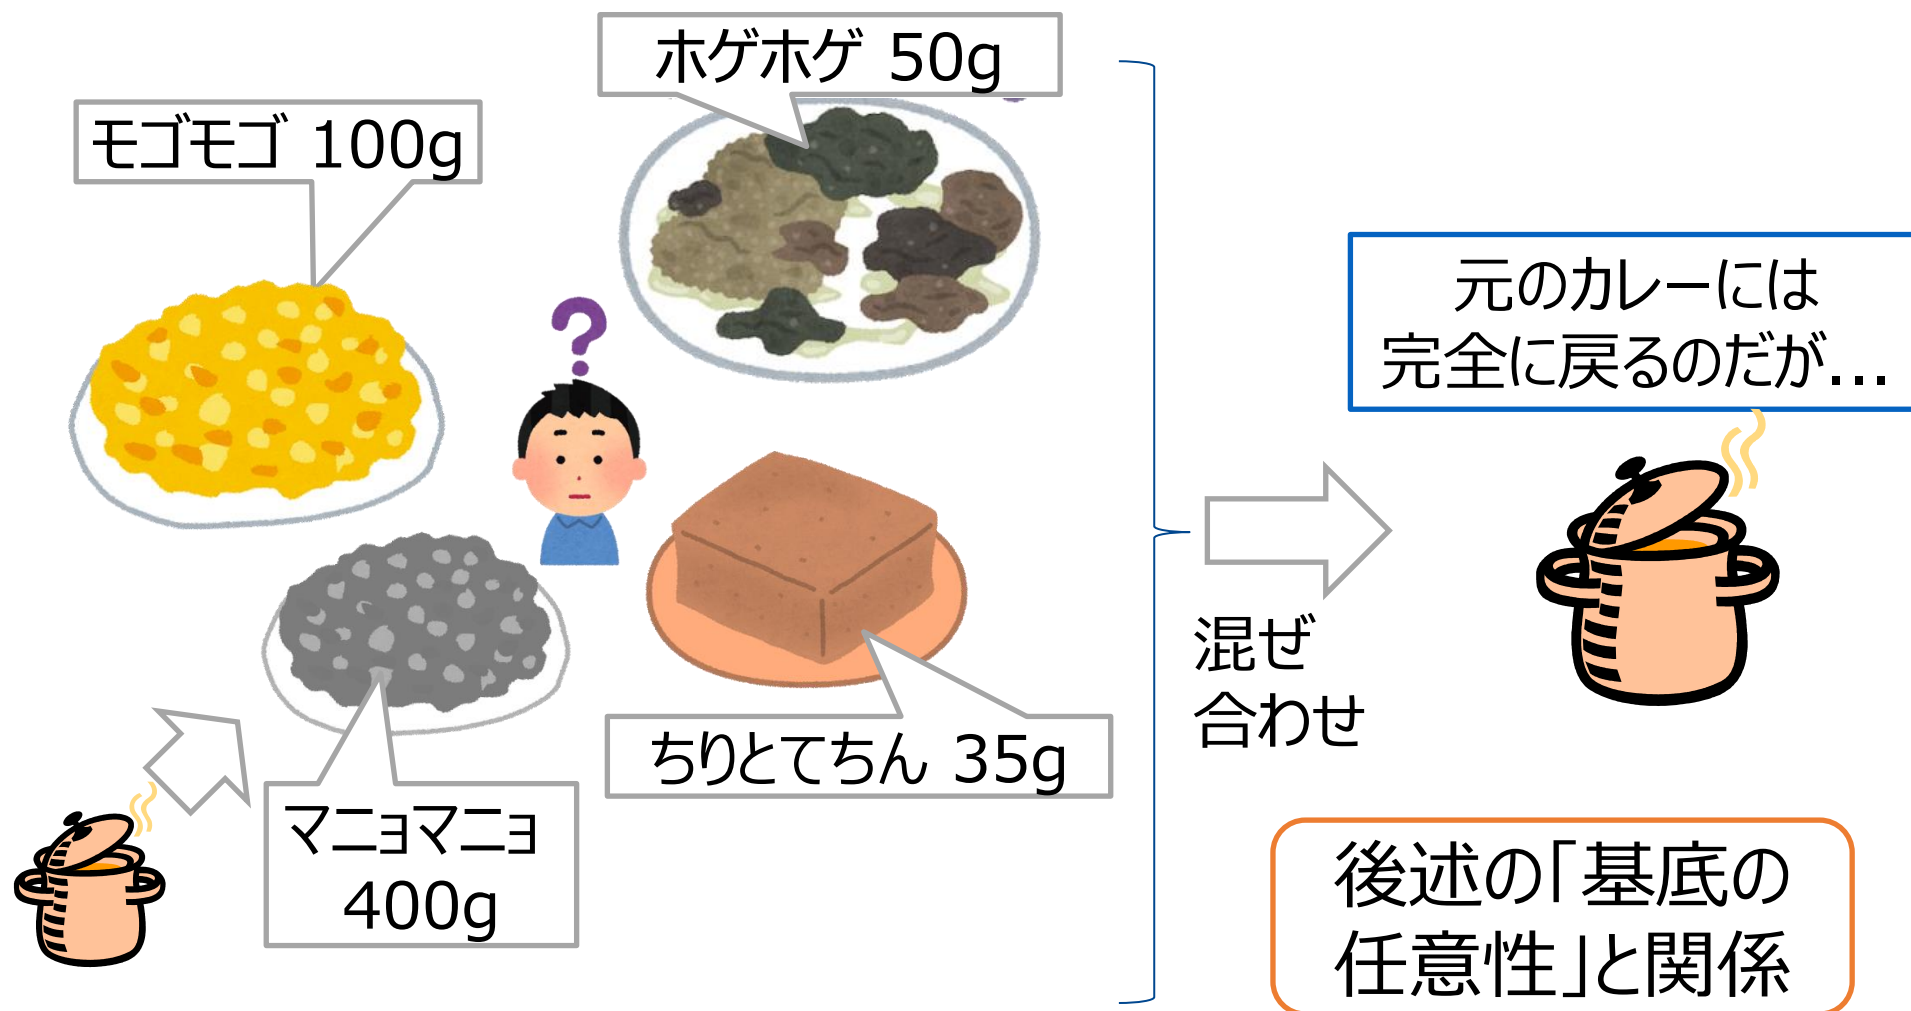 ホゲホゲ 50g
モゴモゴ 100g
?
元のカレーには
完全に戻るのだが…
混ぜ
合わせ
ちりとてちん 35g
マニョマニョ
400g
後述の「基底の
任意性」と関係